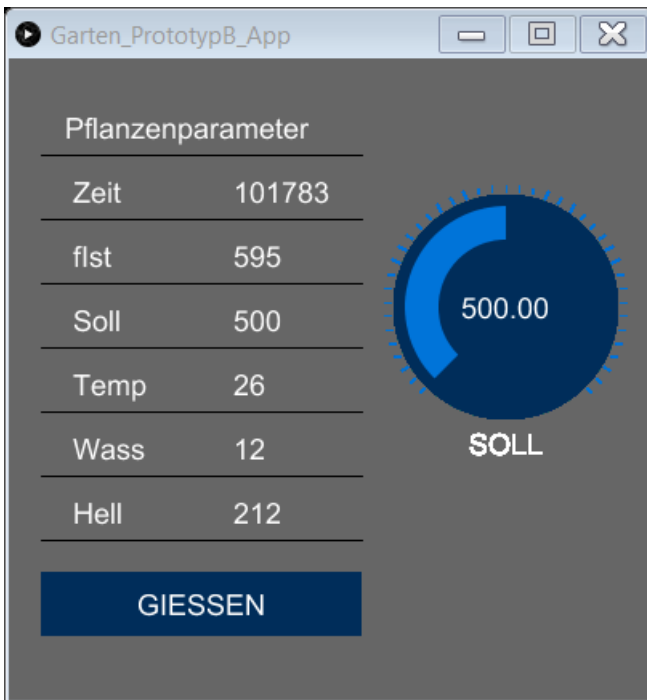 Garten_PrototypB_App
Pflanzenparameter
Zeit 101783
fIst 595
Soll 500
Temp 26
Wass 12
Hell 212
GIESSEN
500.00
SOLL